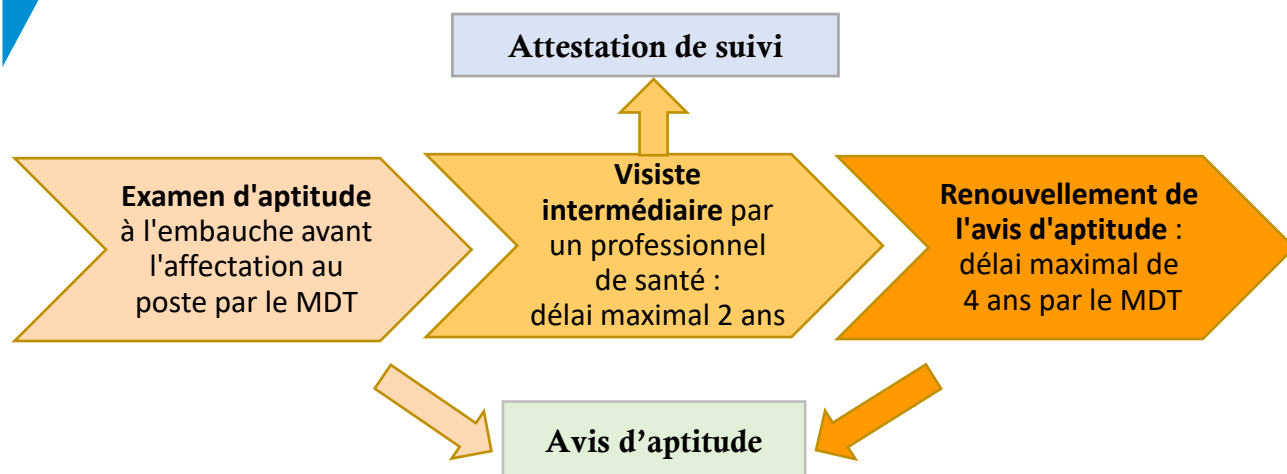 Attestation de suivi
Examen d'aptitude
à l'embauche avant
l'affectation au
poste par le MDT
Visiste
intermédiaire par
un professionnel
de santé :
délai maximal 2 ans
Renouvellement de
l'avis d'aptitude :
délai maximal de
4 ans par le MDT
Avis d’aptitude